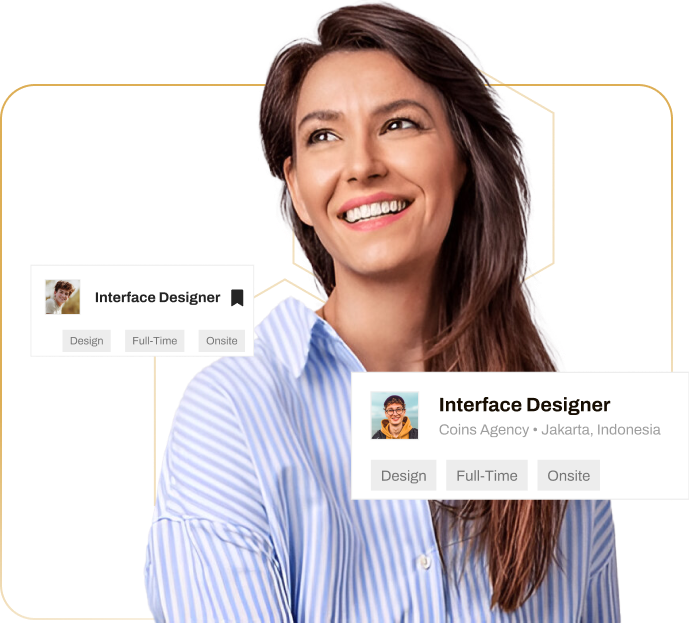 Interface Designer
Design Full-Time Onsite
Interface Designer
Coins Agency • Jakarta, Indonesia
Design Full-Time Onsite